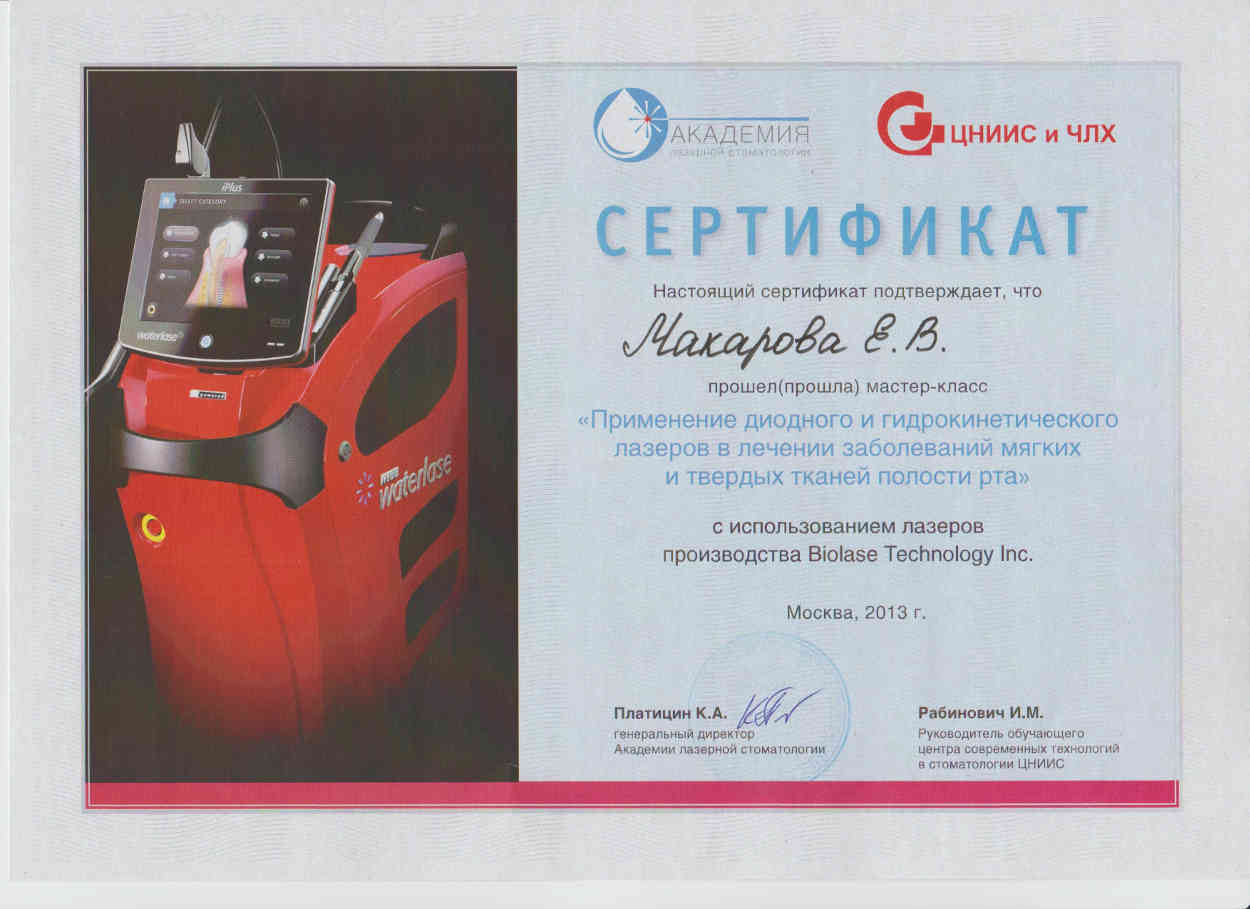 iPlus
SELECT CATEGORY
waterlase
waterlase
АКАДЕМИЯ
лазерной стоматологии
ЦНИИС и ЧЛХ
СЕРТИФИКАТ
Настоящий сертификат подтверждает, что
Макарова Е.В.
прошел(прошла) мастер-класс
«Применение диодного и гидрокинетического
лазеров в лечении заболеваний мягких
и твердых тканей полости рта»
с использованием лазеров
производства Biolase Technology Inc.
Москва, 2013 г.
Платицин К.А.
генеральный директор
Академии лазерной стоматологии
Рабинович И.М.
Руководитель обучающего
центра современных технологий
в стоматологии ЦНИИС